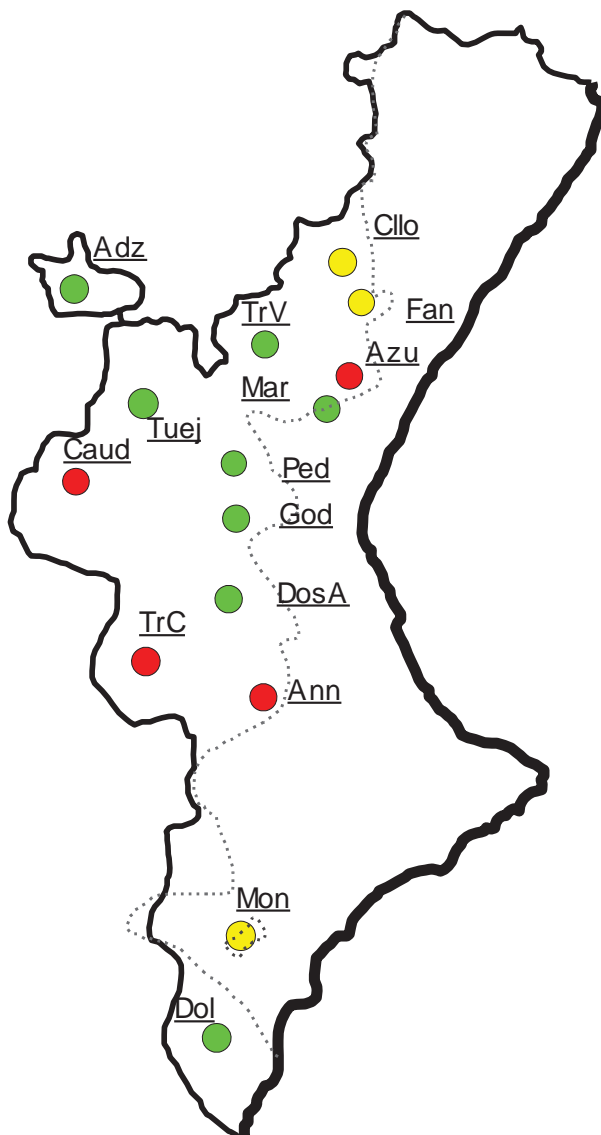 Cllo
Adz
Fan
TrV
Azu
Mar
Tuej
Caud
Ped
God
DosA
TrC
Ann
Mon
Dol